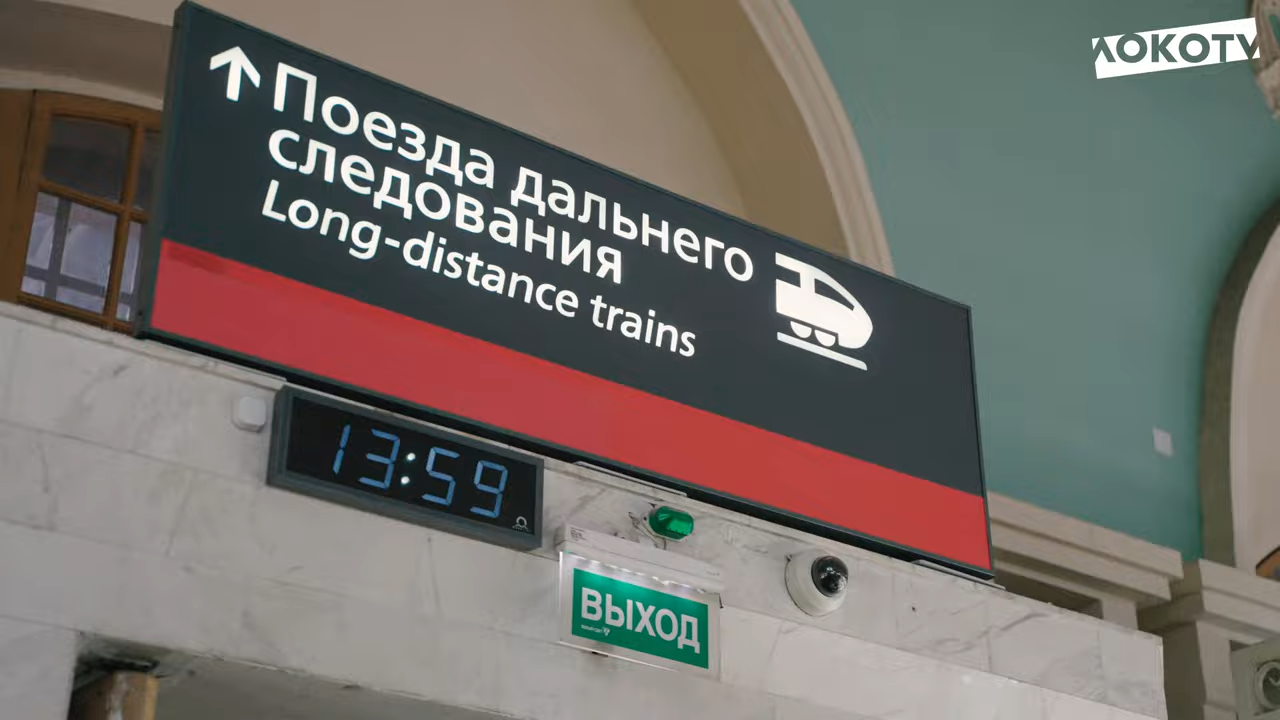 ЛОКОТV
Поезда дальнего
следования
Long-distance trains
13:59
ВЫХОД